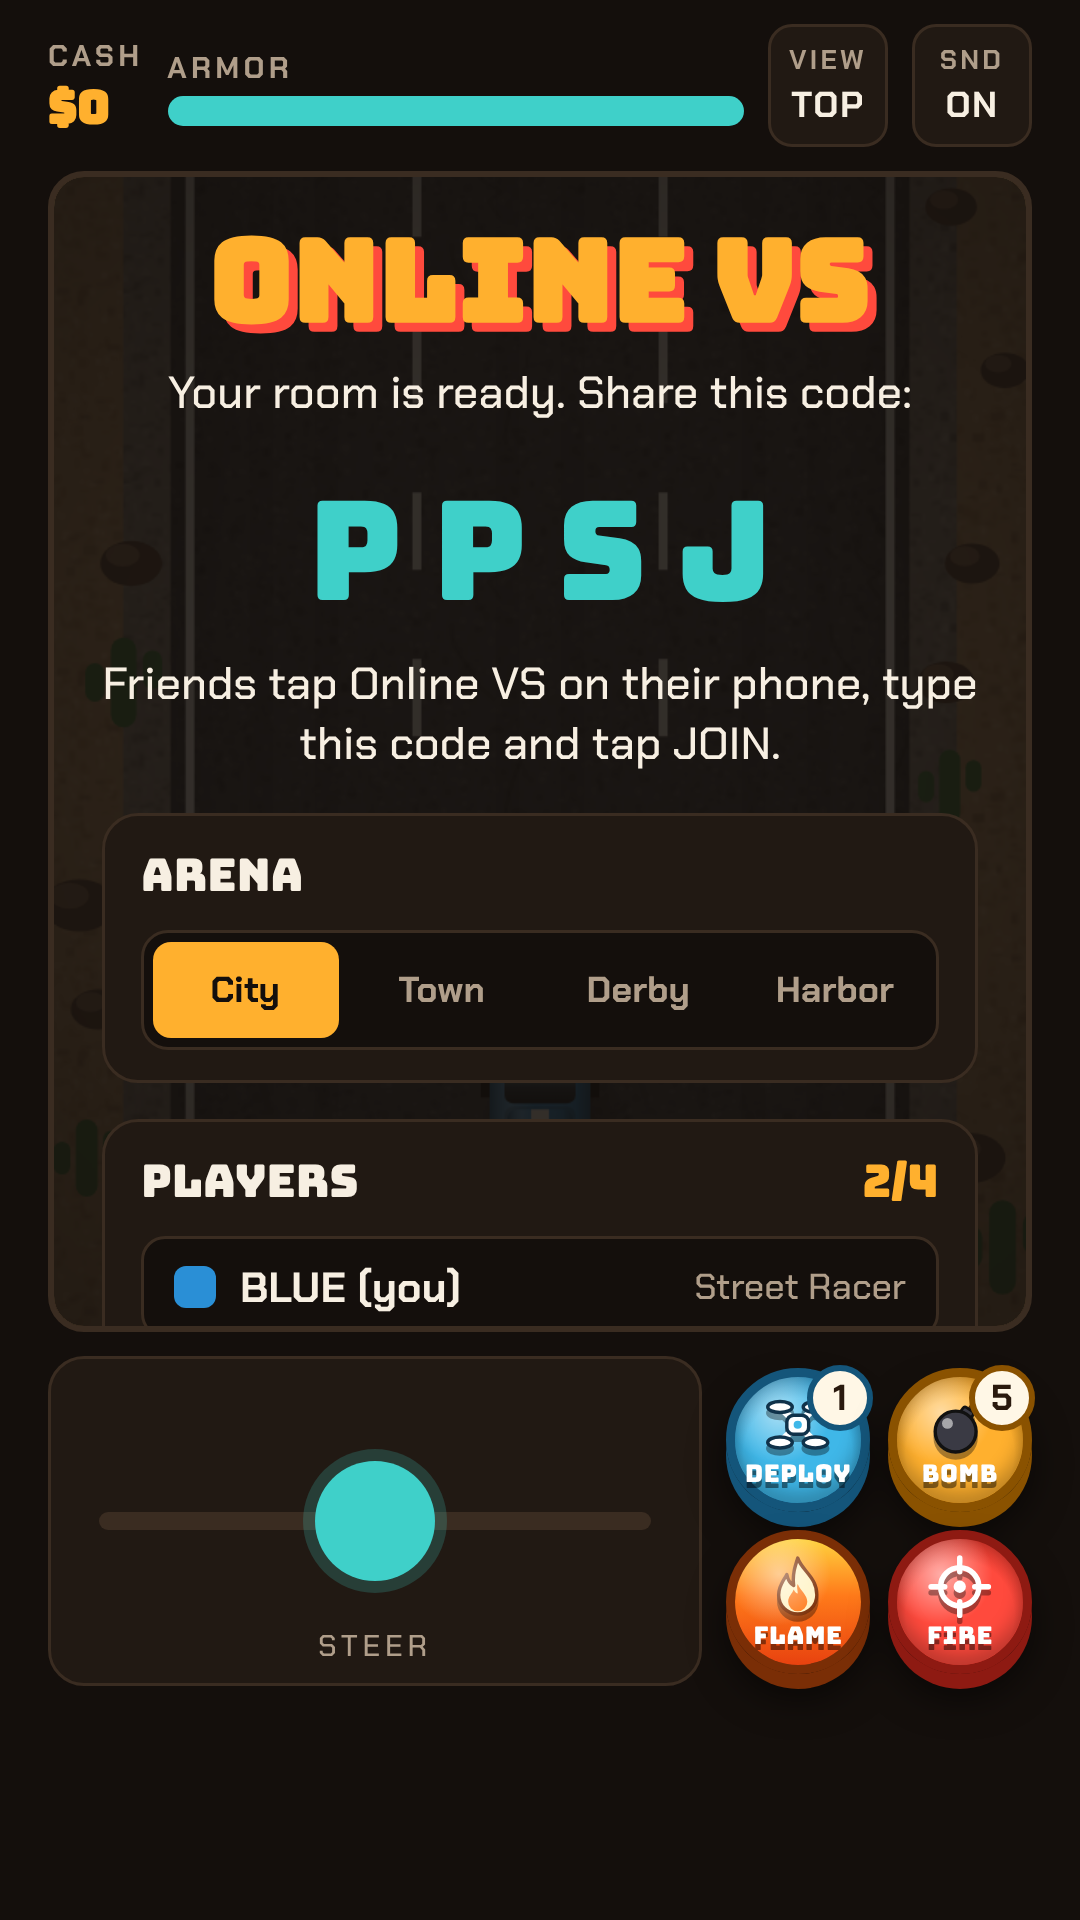 CASH
$0
ARMOR
VIEW
TOP
SND
ON
ONLINE VS
Your room is ready. Share this code:
PPSJ
Friends tap Online VS on their phone, type
this code and tap JOIN.
ARENA
City Town Derby Harbor
PLAYERS 2/4
BLUE (you) Street Racer
STEER
1
DEPLOY
5
BOMB
FLAME
FIRE